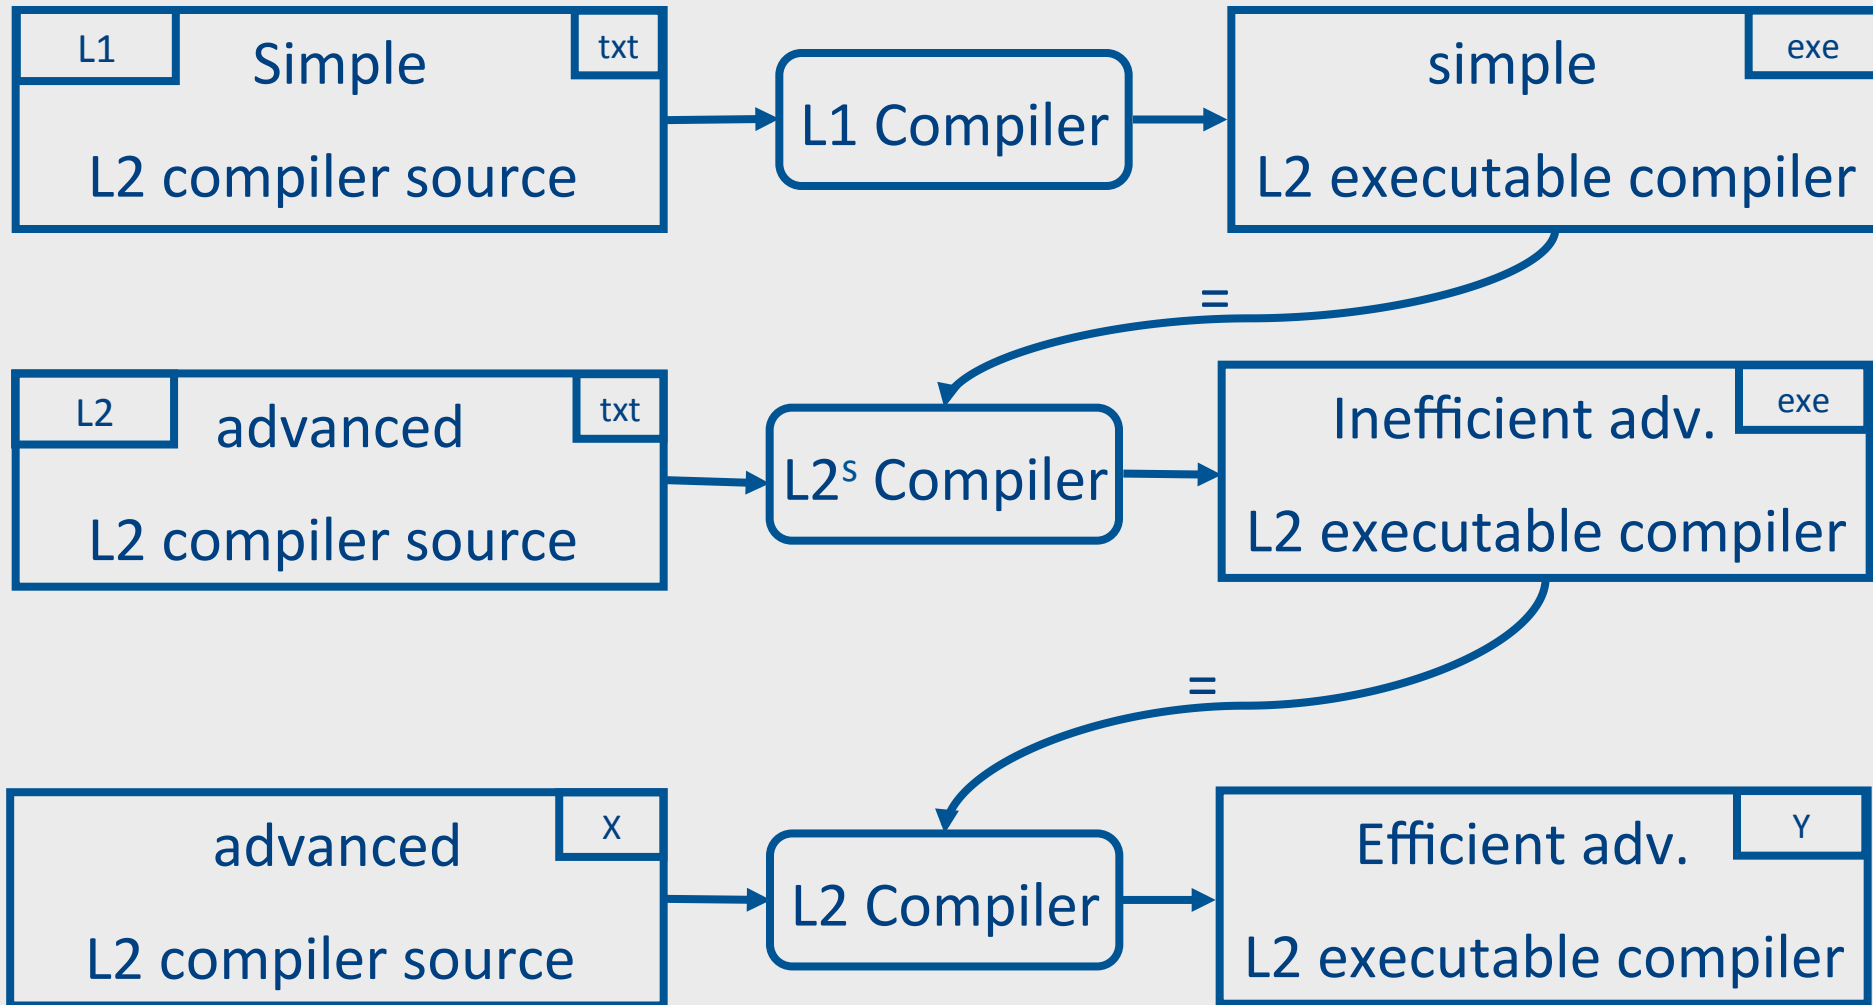 L1
Simple
txt
L2 compiler source
L1 Compiler
simple
exe
L2 executable compiler
=
L2
advanced
txt
L2 compiler source
L2ˢ Compiler
Inefficient adv.
exe
L2 executable compiler
=
advanced
X
L2 compiler source
L2 Compiler
Efficient adv.
Y
L2 executable compiler